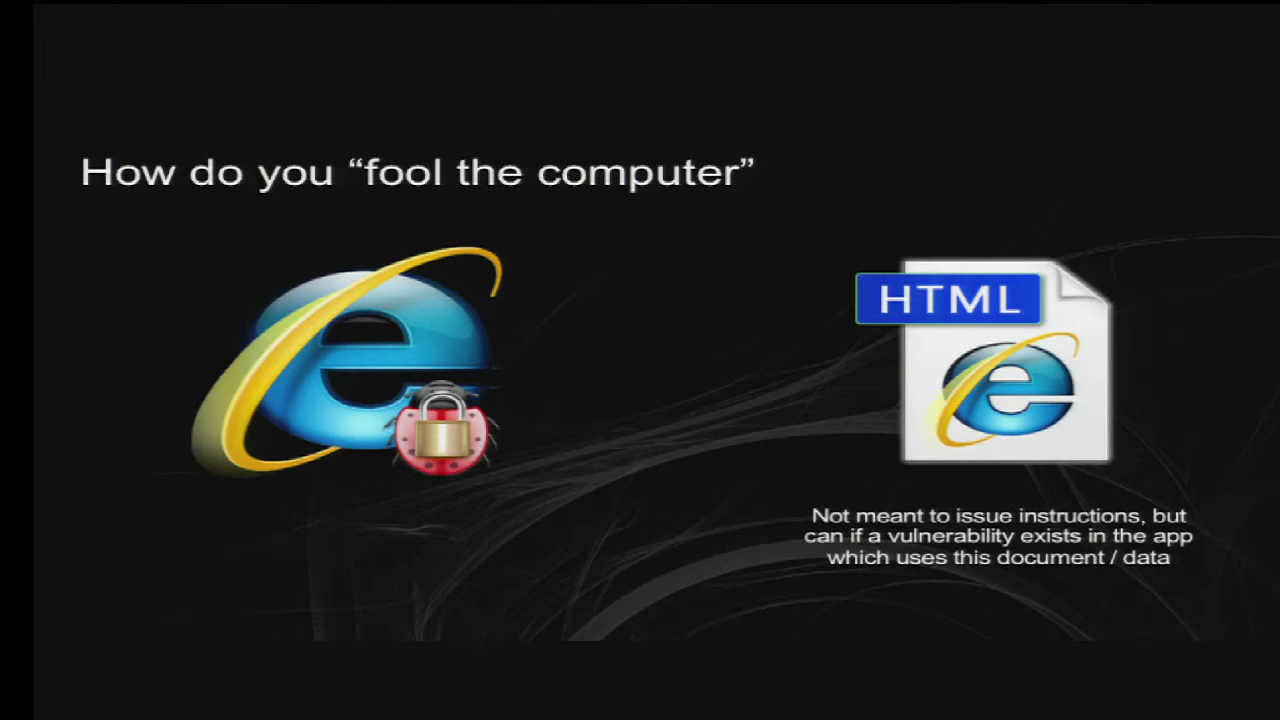 How do you “fool the computer”
HTML
Not meant to issue instructions, but
can if a vulnerability exists in the app
which uses this document / data